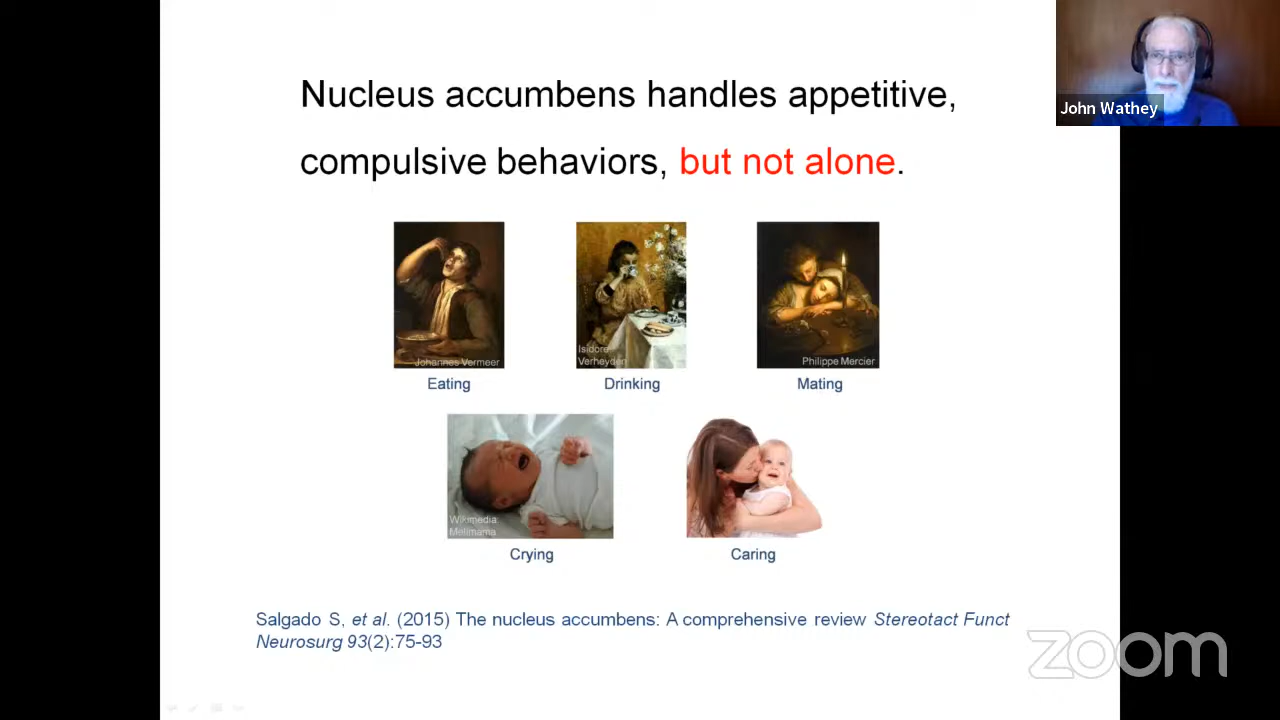 Nucleus accumbens handles appetitive,
compulsive behaviors, but not alone.
John Wathey
Johannes Vermeer
Isidore
Verheyden
Philippe Mercier
Eating
Drinking
Mating
Wikimedia
Melimama
Crying
Caring
Salgado S, et al. (2015) The nucleus accumbens: A comprehensive review Stereotact Funct
Neurosurg 93(2):75-93
zoom